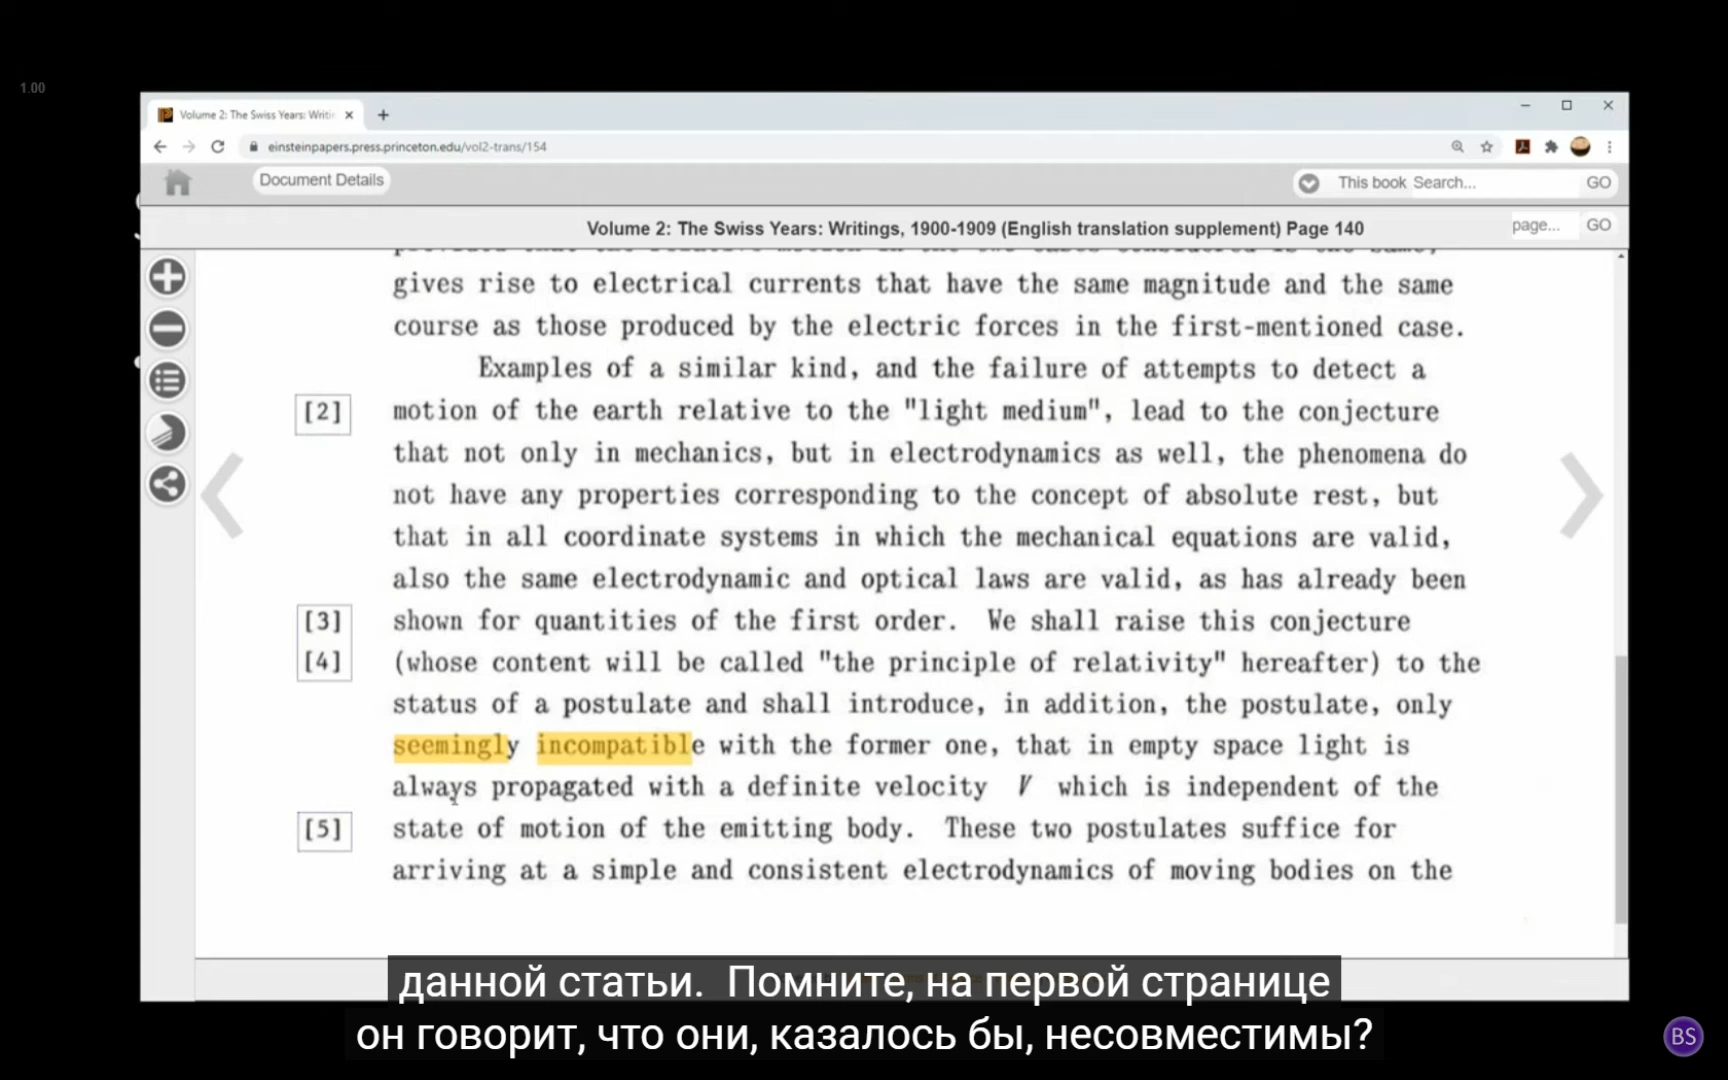 1.00
Volume 2: The Swiss Years: Writi
einsteinpapers.press.princeton.edu/vol2-trans/154
Document Details
This book Search... GO
Volume 2: The Swiss Years: Writings, 1900-1909 (English translation supplement) Page 140
page... GO
gives rise to electrical currents that have the same magnitude and the same
course as those produced by the electric forces in the first-mentioned case.
Examples of a similar kind, and the failure of attempts to detect a
[2] motion of the earth relative to the "light medium", lead to the conjecture
that not only in mechanics, but in electrodynamics as well, the phenomena do
not have any properties corresponding to the concept of absolute rest, but
that in all coordinate systems in which the mechanical equations are valid,
also the same electrodynamic and optical laws are valid, as has already been
[3] shown for quantities of the first order. We shall raise this conjecture
[4] (whose content will be called "the principle of relativity" hereafter) to the
status of a postulate and shall introduce, in addition, the postulate, only
seemingly incompatible with the former one, that in empty space light is
always propagated with a definite velocity V which is independent of the
[5] state of motion of the emitting body. These two postulates suffice for
arriving at a simple and consistent electrodynamics of moving bodies on the
данной статьи. Помните, на первой странице
он говорит, что они, казалось бы, несовместимы?
BS